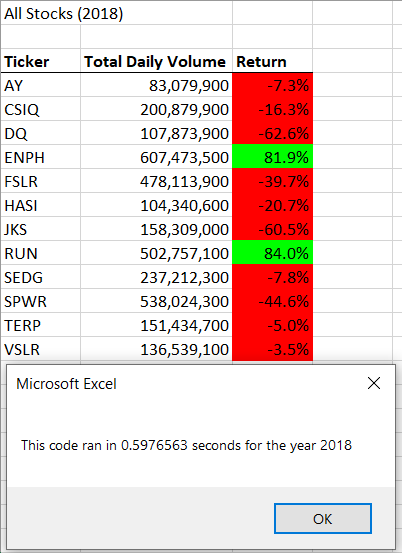 All Stocks (2018)
Ticker Total Daily Volume Return
AY 83,079,900 -7.3%
CSIQ 200,879,900 -16.3%
DQ 107,873,900 -62.6%
ENPH 607,473,500 81.9%
FSLR 478,113,900 -39.7%
HASI 104,340,600 -20.7%
JKS 158,309,000 -60.5%
RUN 502,757,100 84.0%
SEDG 237,212,300 -7.8%
SPWR 538,024,300 -44.6%
TERP 151,434,700 -5.0%
VSLR 136,539,100 -3.5%
Microsoft Excel
This code ran in 0.5976563 seconds for the year 2018
OK